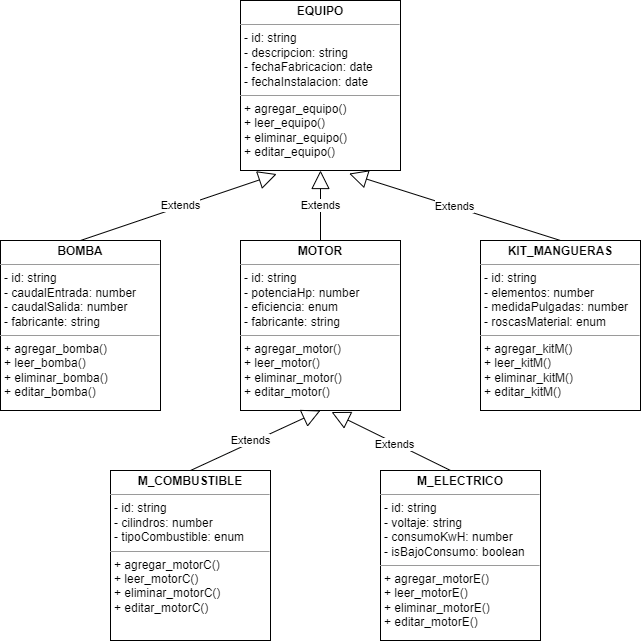 EQUIPO
- id: string
- descripcion: string
- fechaFabricacion: date
- fechaInstalacion: date
+ agregar_equipo()
+ leer_equipo()
+ eliminar_equipo()
+ editar_equipo()
Extends
Extends
Extends
BOMBA
- id: string
- caudalEntrada: number
- caudalSalida: number
- fabricante: string
+ agregar_bomba()
+ leer_bomba()
+ eliminar_bomba()
+ editar_bomba()
MOTOR
- id: string
- potenciaHp: number
- eficiencia: enum
- fabricante: string
+ agregar_motor()
+ leer_motor()
+ eliminar_motor()
+ editar_motor()
KIT_MANGUERAS
- id: string
- elementos: number
- medidaPulgadas: number
- roscasMaterial: enum
+ agregar_kitM()
+ leer_kitM()
+ eliminar_kitM()
+ editar_kitM()
Extends
Extends
M_COMBUSTIBLE
- id: string
- cilindros: number
- tipoCombustible: enum
+ agregar_motorC()
+ leer_motorC()
+ eliminar_motorC()
+ editar_motorC()
M_ELECTRICO
- id: string
- voltaje: string
- consumoKwH: number
- isBajoConsumo: boolean
+ agregar_motorE()
+ leer_motorE()
+ eliminar_motorE()
+ editar_motorE()